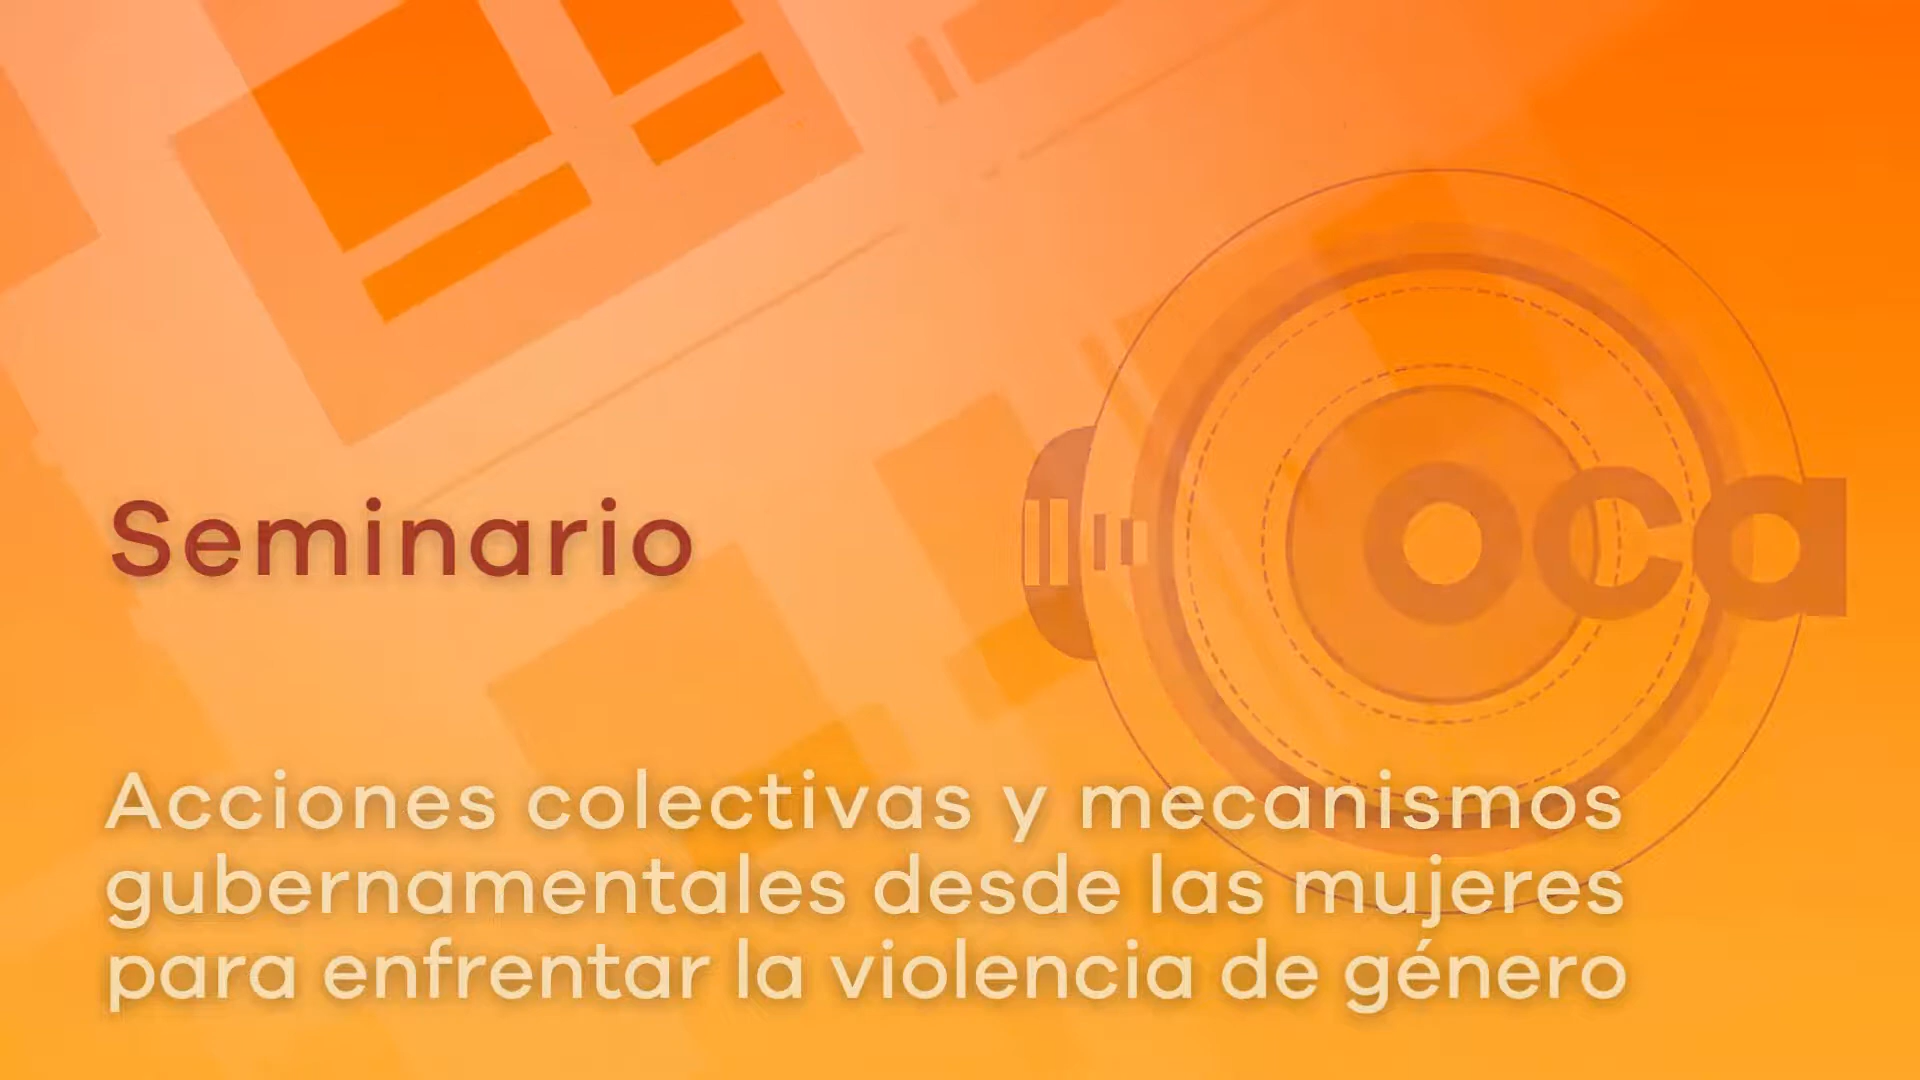 Seminario
oca
Acciones colectivas y mecanismos
gubernamentales desde las mujeres
para enfrentar la violencia de género